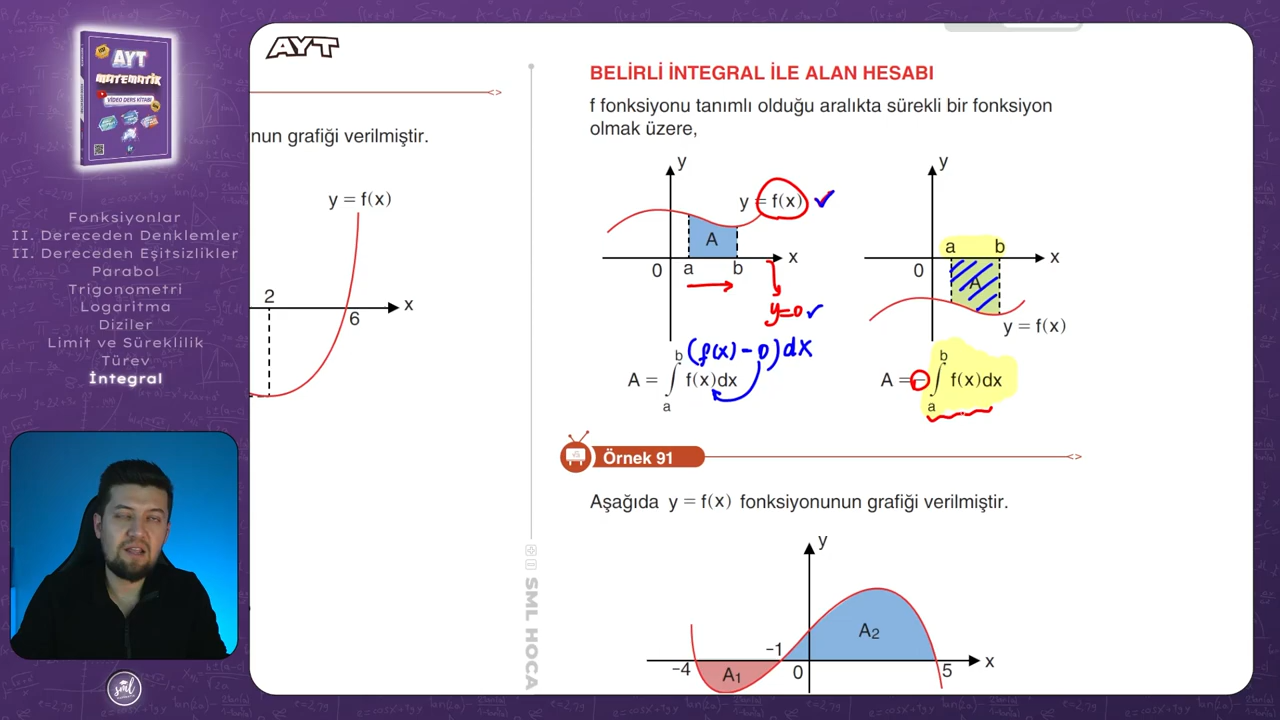 AYT
MATEMATİK
VİDEO DERS KİTABI
Fonksiyonlar
II. Dereceden Denklemler
II. Dereceden Eşitsizlikler
Parabol
Trigonometri
Logaritma
Diziler
Limit ve Süreklilik
Türev
İntegral
sml
AYT
nun grafiği verilmiştir.
y = f(x)
2
6
x
SML HOCA
BELİRLİ İNTEGRAL İLE ALAN HESABI
f fonksiyonu tanımlı olduğu aralıkta sürekli bir fonksiyon
olmak üzere,
y
y = f(x)
A
0 a b x
y=0
(f(x) - 0)dx
A = ∫ₐᵇ f(x)dx
y
a b
0 x
A
y = f(x)
A = - ∫ₐᵇ f(x)dx
Örnek 91
Aşağıda y = f(x) fonksiyonunun grafiği verilmiştir.
y
A₂
-4 -1 0 5 x
A₁